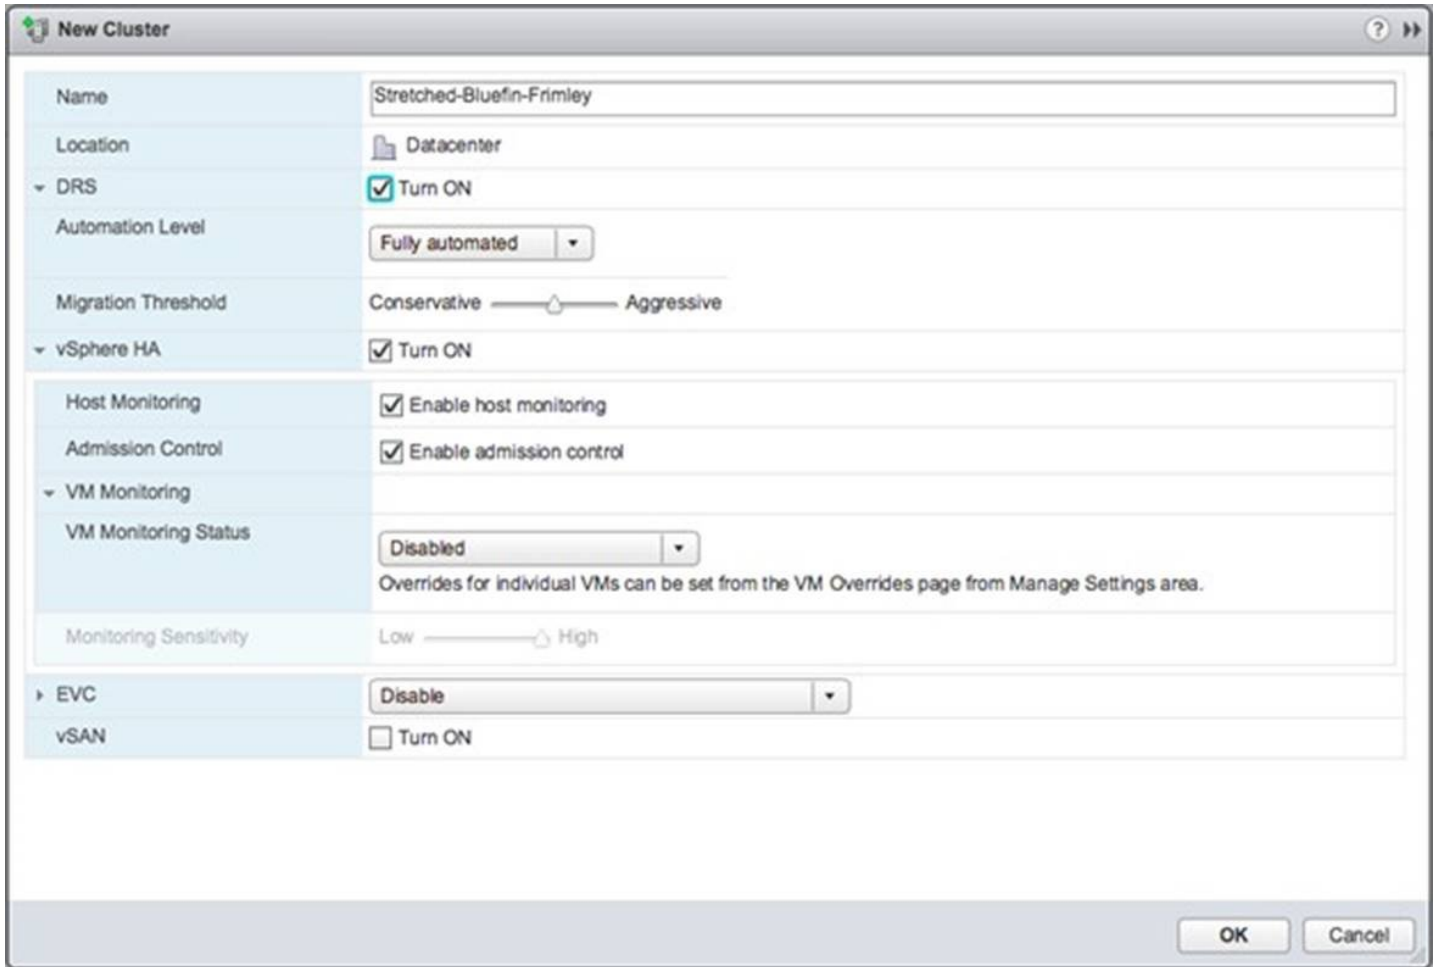 New Cluster
?
Name Stretched-Bluefin-Frimley
Location Datacenter
DRS Turn ON
Automation Level Fully automated
Migration Threshold Conservative Aggressive
vSphere HA Turn ON
Host Monitoring Enable host monitoring
Admission Control Enable admission control
VM Monitoring
VM Monitoring Status Disabled
Overrides for individual VMs can be set from the VM Overrides page from Manage Settings area.
Monitoring Sensitivity Low High
EVC Disable
vSAN Turn ON
OK Cancel